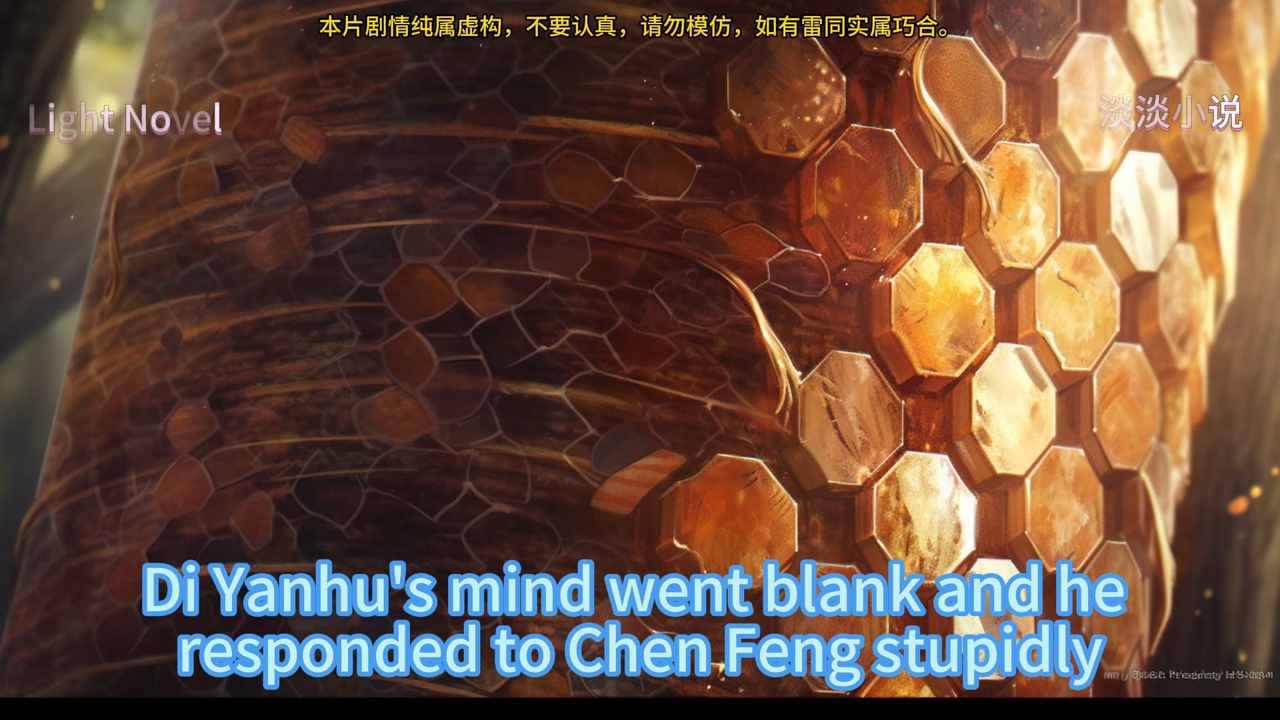 本片剧情纯属虚构，不要认真，请勿模仿，如有雷同实属巧合。
Light Novel
淡淡小说
Di Yanhu's mind went blank and he
responded to Chen Feng stupidly